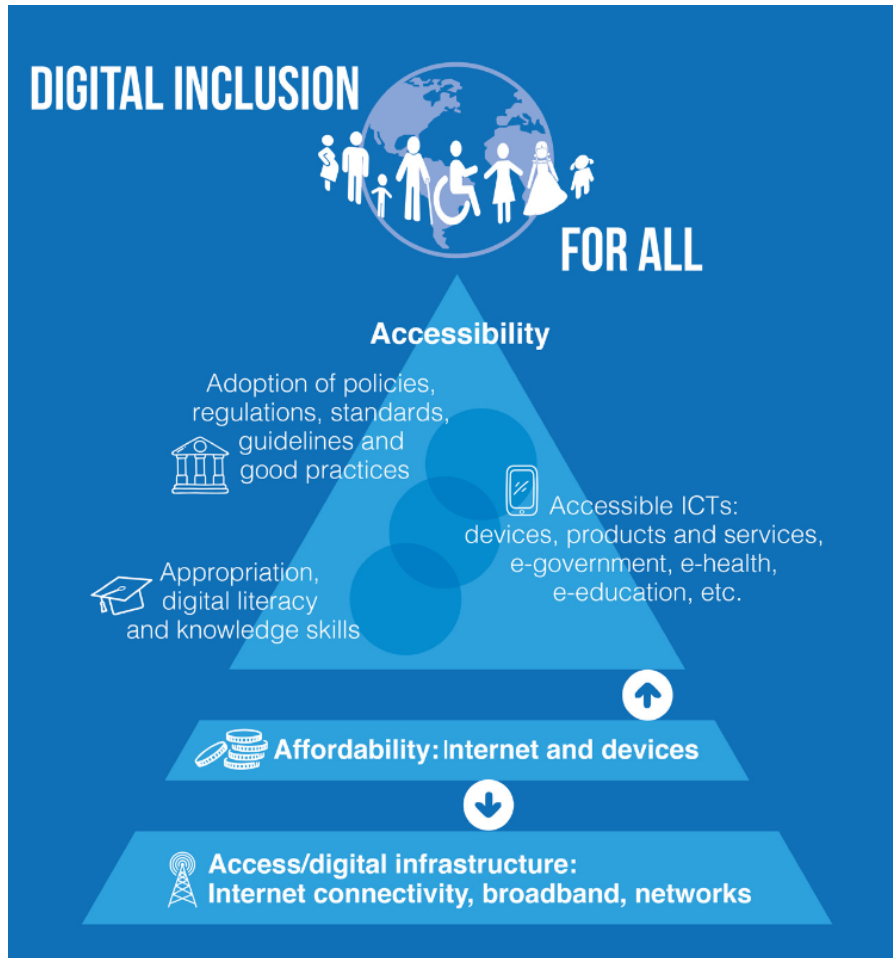 DIGITAL INCLUSION
FOR ALL
Accessibility
Adoption of policies,
regulations, standards,
guidelines and
good practices
Accessible ICTs:
devices, products and services,
e-government, e-health,
e-education, etc.
Appropriation,
digital literacy
and knowledge skills
Affordability: Internet and devices
Access/digital infrastructure:
Internet connectivity, broadband, networks